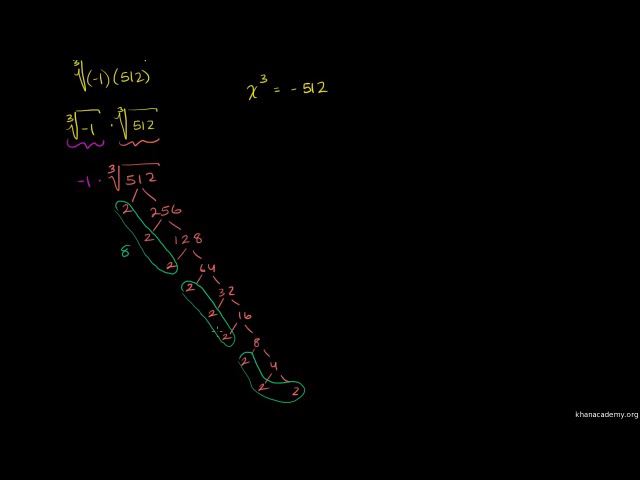 ∛(-1)(512)
x³ = -512
∛-1 · ∛512
-1 · ∛512
2 256
2 128
8
2 64
2 32
2 16
2 8
2 4
2 2
khanacademy.org